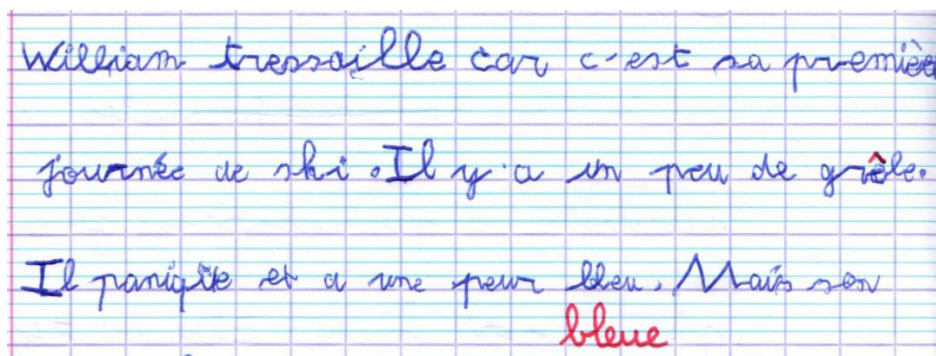 William tressaille car c'est sa première
journée de ski. Il y a un peu de grêle.
Il panique et a une peur bleu. Mais son
bleue